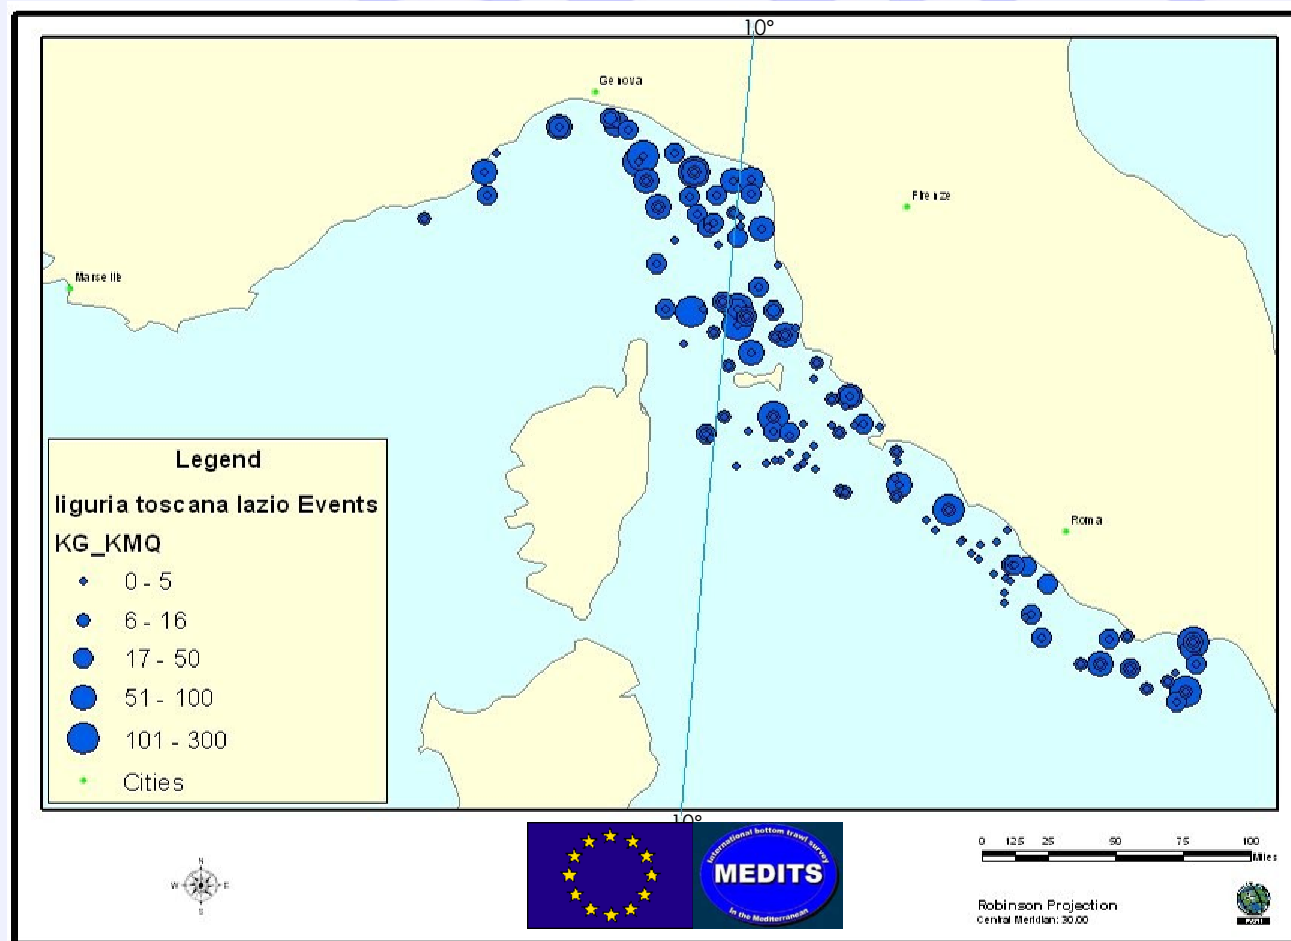 10°
Genova
Firenze
Marseille
Roma
Legend
liguria toscana lazio Events
KG_KMQ
0 - 5
6 - 16
17 - 50
51 - 100
101 - 300
Cities
10°
N
W E
S
International bottom trawl survey
MEDITS
In the Mediterranean
0 12.5 25 50 75 100
Miles
Robinson Projection
Central Meridian: 30.00